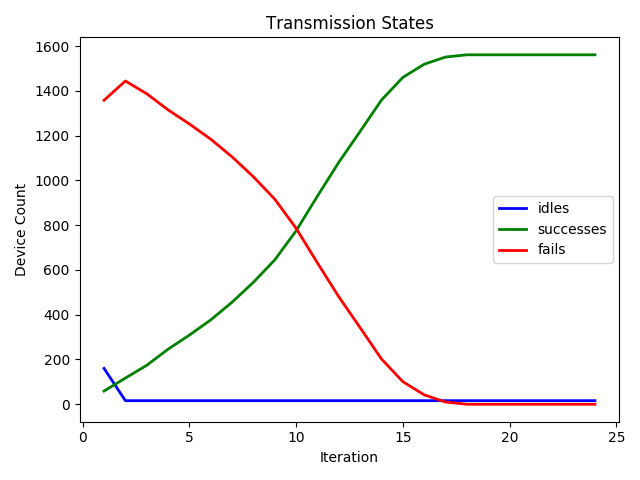 Transmission States
Device Count
1600
1400
1200
1000
800
600
400
200
0
idles
successes
fails
0 5 10 15 20 25
Iteration